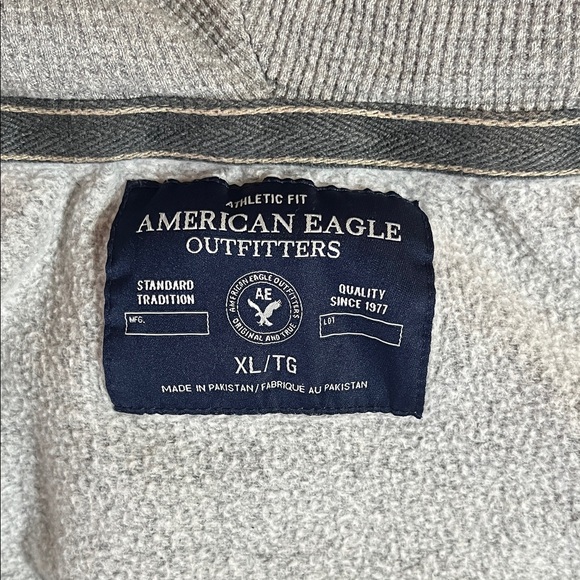 ATHLETIC FIT
AMERICAN EAGLE
OUTFITTERS
STANDARD
TRADITION
MFG.
AMERICAN EAGLE OUTFITTERS
AE
ORIGINAL AND TRUE
QUALITY
SINCE 1977
LOT
XL/TG
MADE IN PAKISTAN/FABRIQUÉ AU PAKISTAN